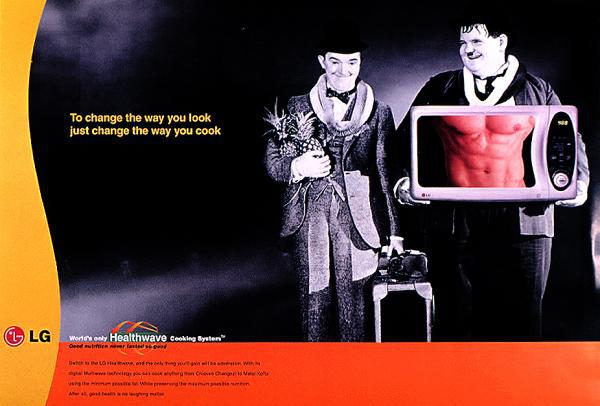 To change the way you look
just change the way you cook
LG
World's only Healthwave Cooking System™
Good nutrition never tasted so good
Switch to the LG Healthwave, and the only thing you'll gain will be admiration. With its
digital Multiwave technology you can cook anything from Chicken Changezi to Malai Kofta
using the minimum possible fat. While preserving the maximum possible nutrition.
After all, good health is no laughing matter.